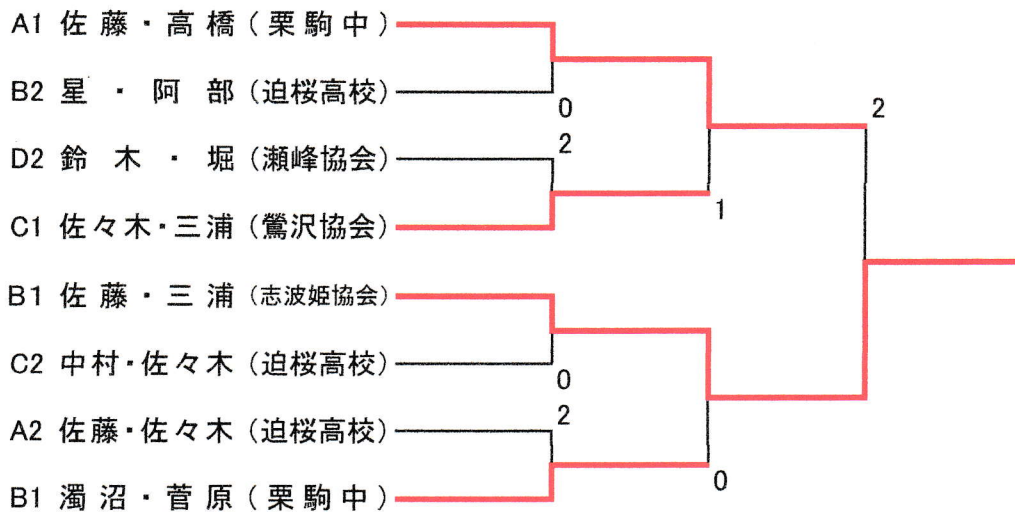 A1 佐藤・高橋(栗駒中)
B2 星・阿部(迫桜高校)
0
2
D2 鈴木・堀(瀬峰協会)
2
1
C1 佐々木・三浦(鶯沢協会)
B1 佐藤・三浦(志波姫協会)
C2 中村・佐々木(迫桜高校)
0
A2 佐藤・佐々木(迫桜高校)
2
0
B1 濁沼・菅原(栗駒中)